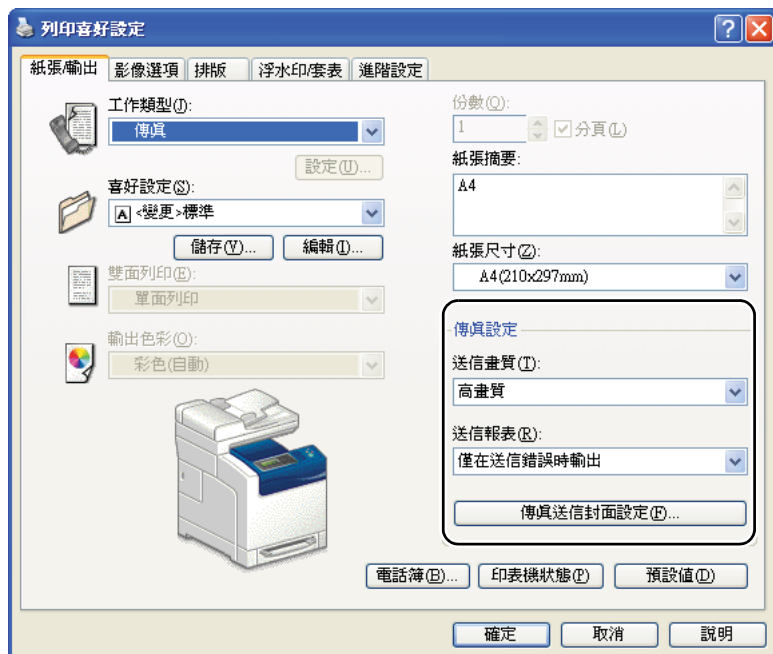 列印喜好設定
紙張/輸出 影像選項 排版 浮水印/套表 進階設定
工作類型(J):
傳真
設定(U)...
喜好設定(S):
A <變更>標準
儲存(V)... 編輯(I)...
雙面列印(E):
單面列印
輸出色彩(O):
彩色(自動)
份數(Q):
1 分頁(L)
紙張摘要:
A4
紙張尺寸(Z):
A4(210x297mm)
傳真設定
送信畫質(T):
高畫質
送信報表(R):
僅在送信錯誤時輸出
傳真送信封面設定(F)...
電話簿(B)... 印表機狀態(P) 預設值(D)
確定 取消 說明